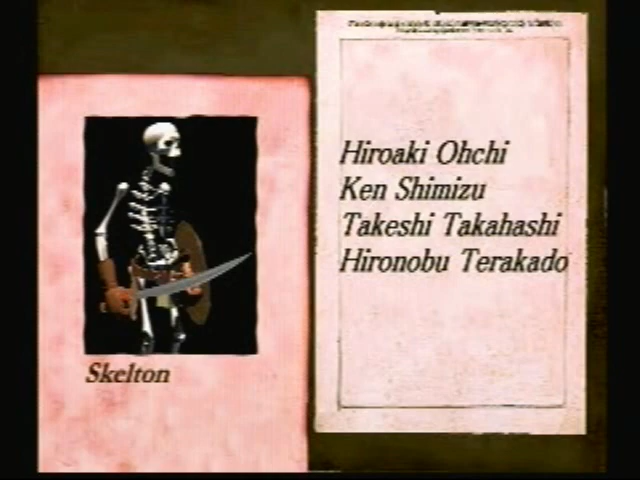 Skelton
Hiroaki Ohchi
Ken Shimizu
Takeshi Takahashi
Hironobu Terakado